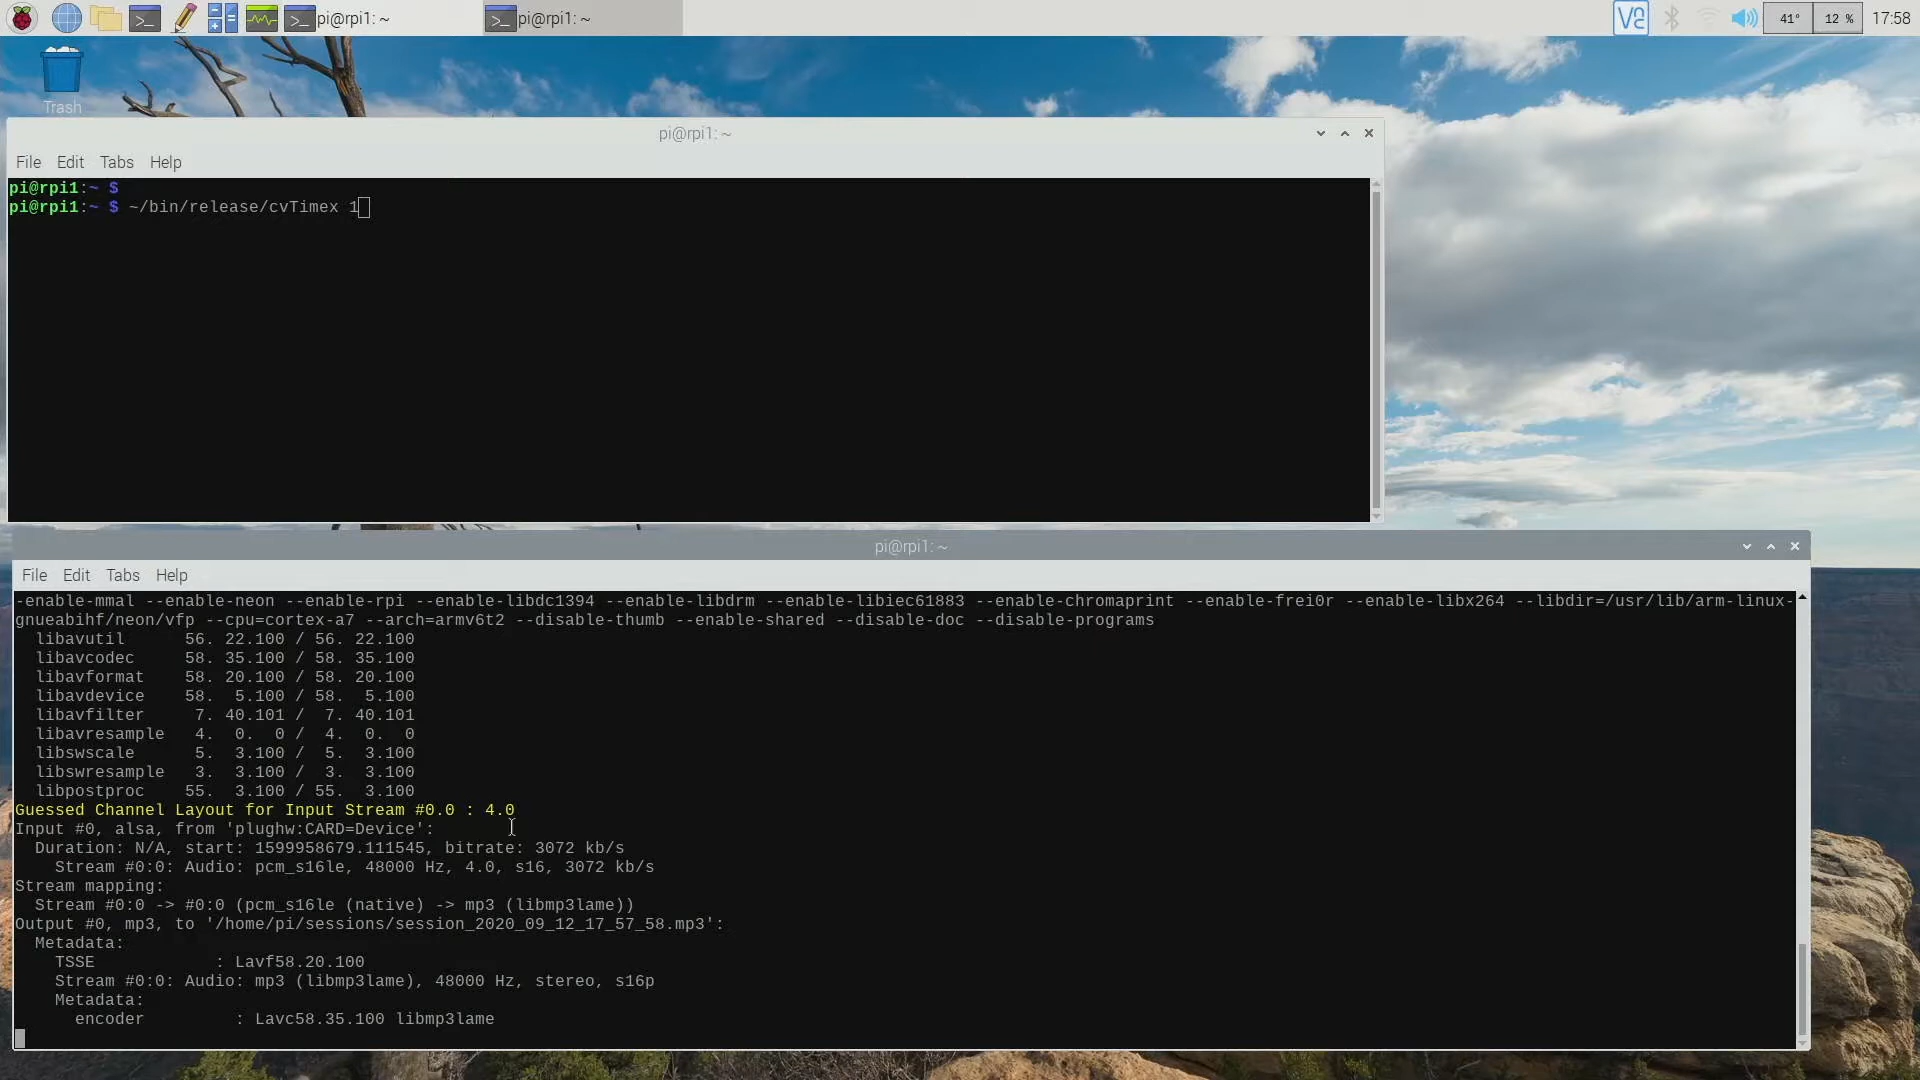 pi@rpi1: ~
pi@rpi1: ~
41°
12 %
17:58
Trash
pi@rpi1: ~
File Edit Tabs Help
pi@rpi1:~ $
pi@rpi1:~ $ ~/bin/release/cvTimex 1
pi@rpi1: ~
File Edit Tabs Help
-enable-mmal --enable-neon --enable-rpi --enable-libdc1394 --enable-libdrm --enable-libiec61883 --enable-chromaprint --enable-frei0r --enable-libx264 --libdir=/usr/lib/arm-linux-
gnueabihf/neon/vfp --cpu=cortex-a7 --arch=armv6t2 --disable-thumb --enable-shared --disable-doc --disable-programs
  libavutil      56. 22.100 / 56. 22.100
  libavcodec     58. 35.100 / 58. 35.100
  libavformat    58. 20.100 / 58. 20.100
  libavdevice    58.  5.100 / 58.  5.100
  libavfilter     7. 40.101 /  7. 40.101
  libavresample   4.  0.  0 /  4.  0.  0
  libswscale      5.  3.100 /  5.  3.100
  libswresample   3.  3.100 /  3.  3.100
  libpostproc    55.  3.100 / 55.  3.100
Guessed Channel Layout for Input Stream #0.0 : 4.0
Input #0, alsa, from 'plughw:CARD=Device':
  Duration: N/A, start: 1599958679.111545, bitrate: 3072 kb/s
    Stream #0:0: Audio: pcm_s16le, 48000 Hz, 4.0, s16, 3072 kb/s
Stream mapping:
  Stream #0:0 -> #0:0 (pcm_s16le (native) -> mp3 (libmp3lame))
Output #0, mp3, to '/home/pi/sessions/session_2020_09_12_17_57_58.mp3':
  Metadata:
    TSSE            : Lavf58.20.100
    Stream #0:0: Audio: mp3 (libmp3lame), 48000 Hz, stereo, s16p
    Metadata:
      encoder         : Lavc58.35.100 libmp3lame